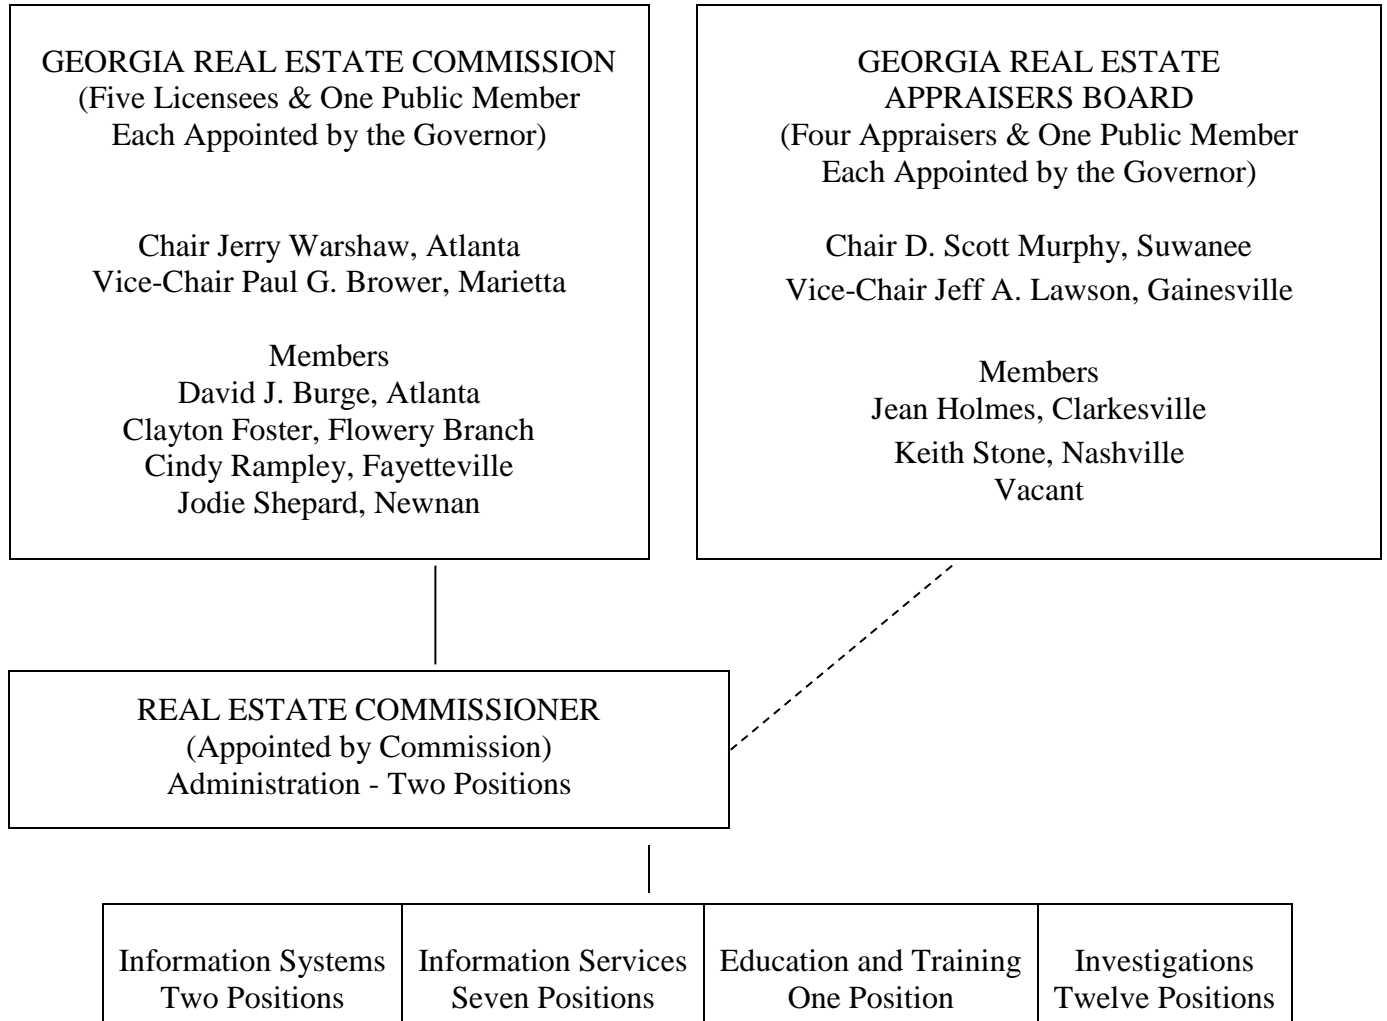 GEORGIA REAL ESTATE COMMISSION
(Five Licensees & One Public Member
Each Appointed by the Governor)
Chair Jerry Warshaw, Atlanta
Vice-Chair Paul G. Brower, Marietta
Members
David J. Burge, Atlanta
Clayton Foster, Flowery Branch
Cindy Rampley, Fayetteville
Jodie Shepard, Newnan
GEORGIA REAL ESTATE
APPRAISERS BOARD
(Four Appraisers & One Public Member
Each Appointed by the Governor)
Chair D. Scott Murphy, Suwanee
Vice-Chair Jeff A. Lawson, Gainesville
Members
Jean Holmes, Clarkesville
Keith Stone, Nashville
Vacant
REAL ESTATE COMMISSIONER
(Appointed by Commission)
Administration - Two Positions
Information Systems
Two Positions
Information Services
Seven Positions
Education and Training
One Position
Investigations
Twelve Positions